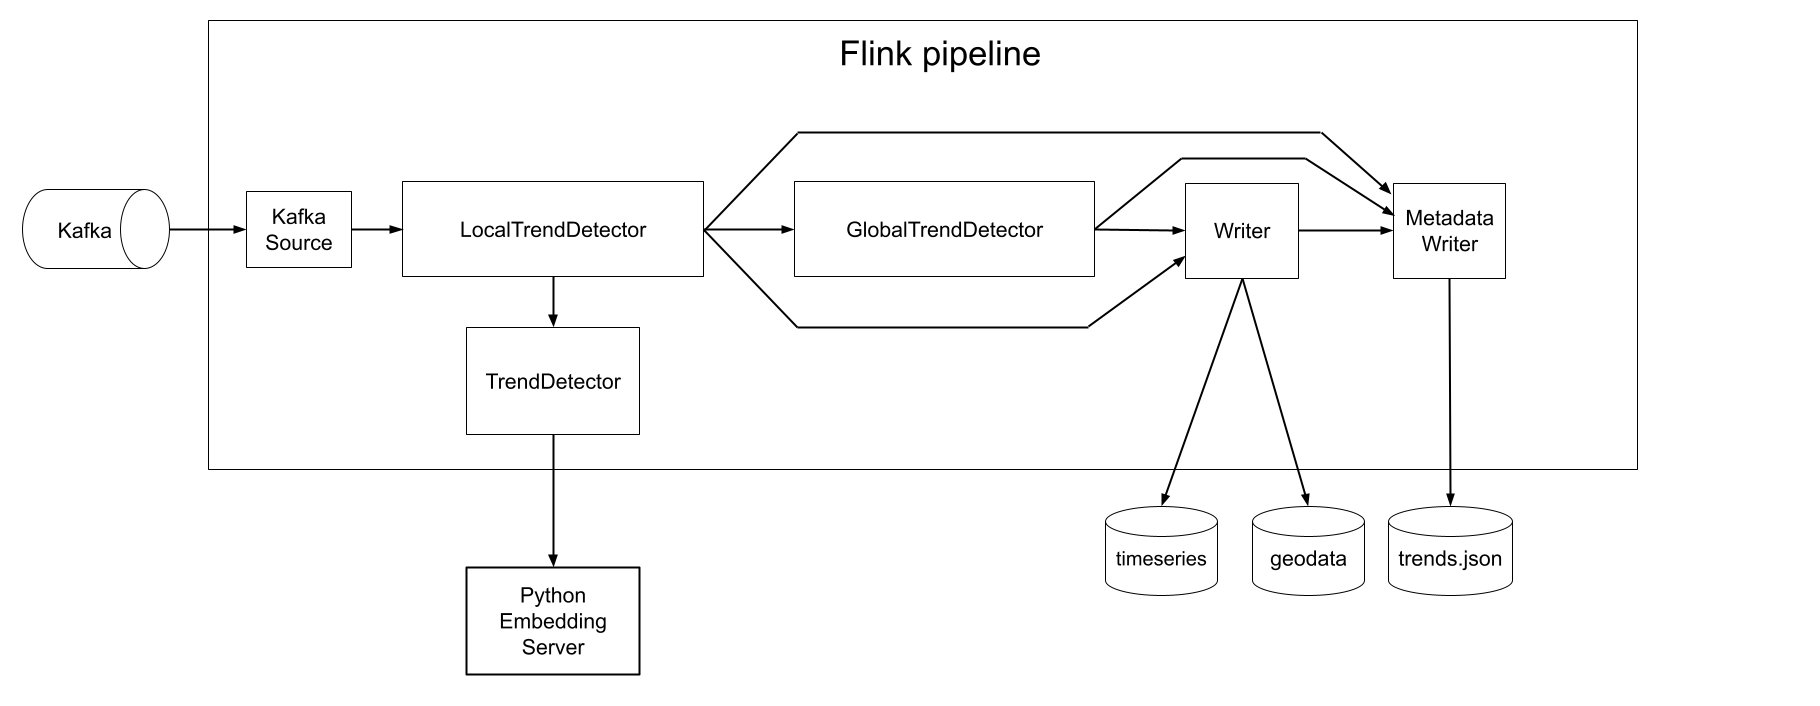 Flink pipeline
Kafka
Kafka
Source
LocalTrendDetector
GlobalTrendDetector
Writer
Metadata
Writer
TrendDetector
timeseries
geodata
trends.json
Python
Embedding
Server